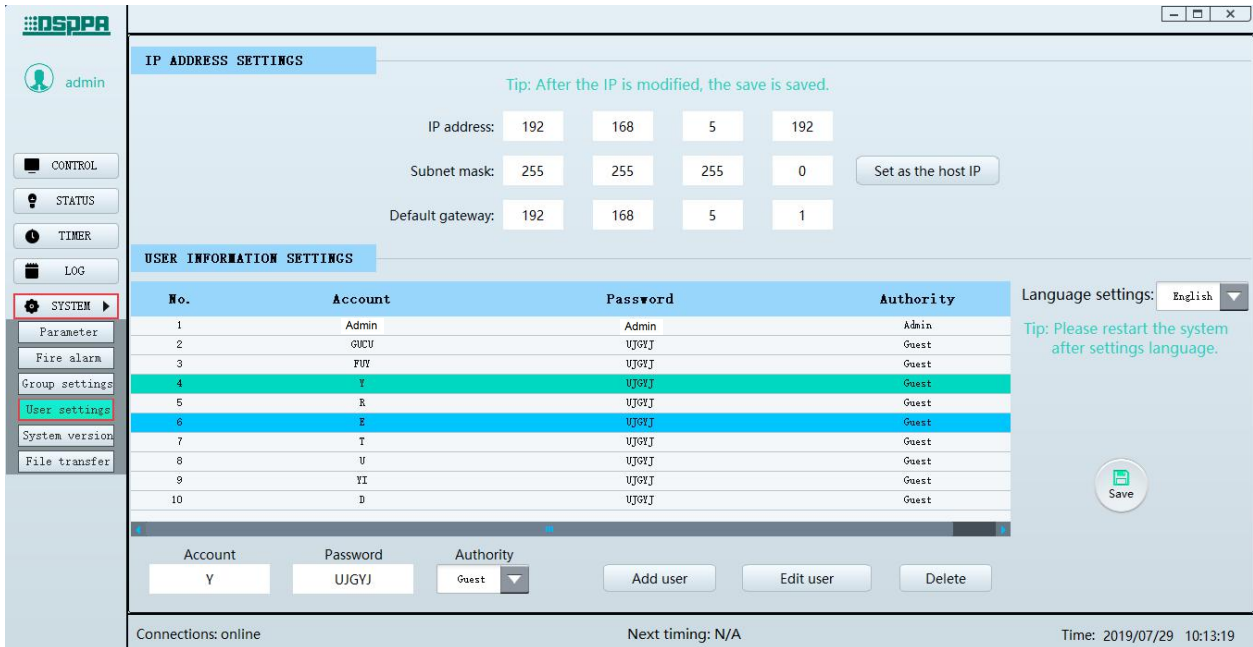 DSPPA
admin
CONTROL
STATUS
TIMER
LOG
SYSTEM
Parameter
Fire alarm
Group settings
User settings
System version
File transfer
IP ADDRESS SETTINGS
Tip: After the IP is modified, the save is saved.
IP address: 192 168 5 192
Subnet mask: 255 255 255 0 Set as the host IP
Default gateway: 192 168 5 1
USER INFORMATION SETTINGS
No. Account Password Authority
1 Admin Admin Admin
2 GUCU UJGYJ Guest
3 FUY UJGYJ Guest
4 Y UJGYJ Guest
5 R UJGYJ Guest
6 E UJGYJ Guest
7 T UJGYJ Guest
8 U UJGYJ Guest
9 YI UJGYJ Guest
10 D UJGYJ Guest
Language settings: English
Tip: Please restart the system
after settings language.
Save
Account Password Authority
Y UJGYJ Guest Add user Edit user Delete
Connections: online Next timing: N/A Time: 2019/07/29 10:13:19